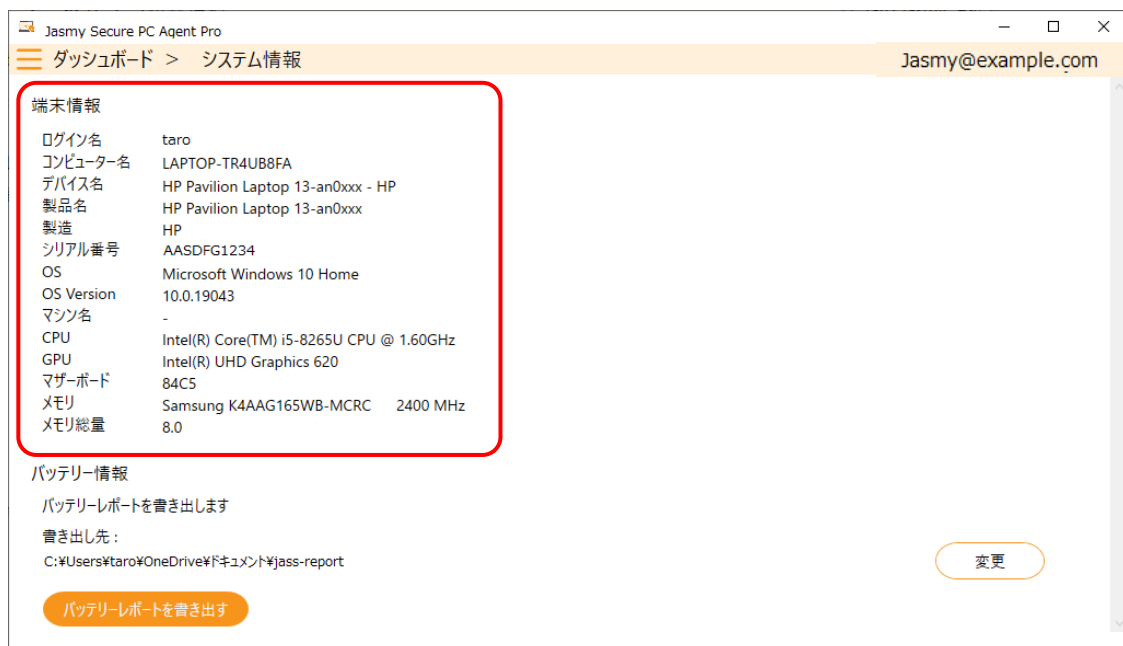 Jasmy Secure PC Agent Pro
ダッシュボード > システム情報 Jasmy@example.com
端末情報
ログイン名 taro
コンピューター名 LAPTOP-TR4UB8FA
デバイス名 HP Pavilion Laptop 13-an0xxx - HP
製品名 HP Pavilion Laptop 13-an0xxx
製造 HP
シリアル番号 AASDFG1234
OS Microsoft Windows 10 Home
OS Version 10.0.19043
マシン名 -
CPU Intel(R) Core(TM) i5-8265U CPU @ 1.60GHz
GPU Intel(R) UHD Graphics 620
マザーボード 84C5
メモリ Samsung K4AAG165WB-MCRC 2400 MHz
メモリ総量 8.0
バッテリー情報
バッテリーレポートを書き出します
書き出し先 :
C:¥Users¥taro¥OneDrive¥ドキュメント¥jass-report 変更
バッテリーレポートを書き出す